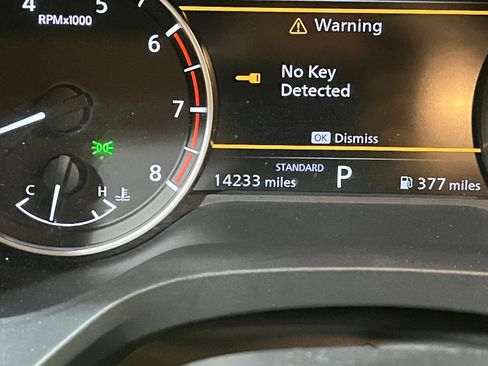 4 5
RPMx1000
6
7
8
C H
Warning
No Key
Detected
OK Dismiss
STANDARD
14233 miles P 377 miles